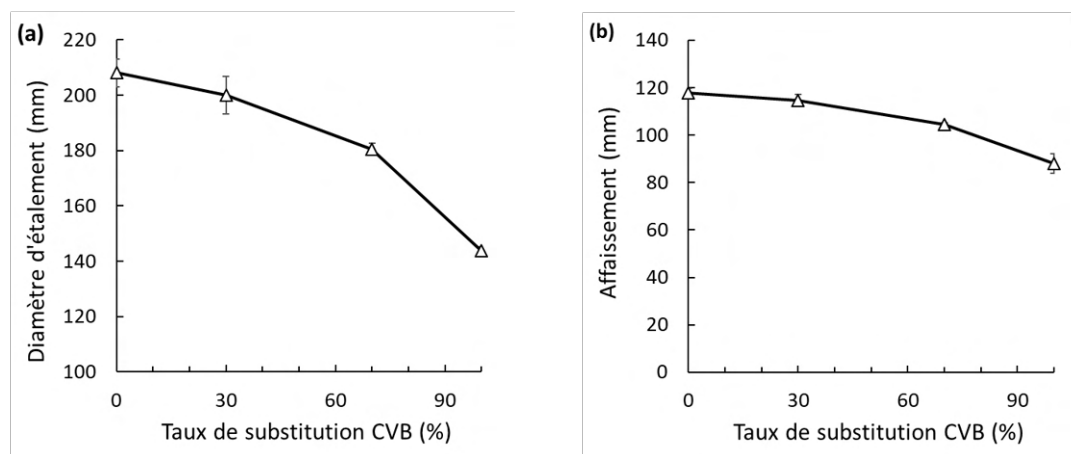 (a)
220
200
180
160
140
120
100
Diamètre d'étalement (mm)
0 30 60 90
Taux de substitution CVB (%)
(b)
140
120
100
80
60
40
20
0
Affaissement (mm)
0 30 60 90
Taux de substitution CVB (%)